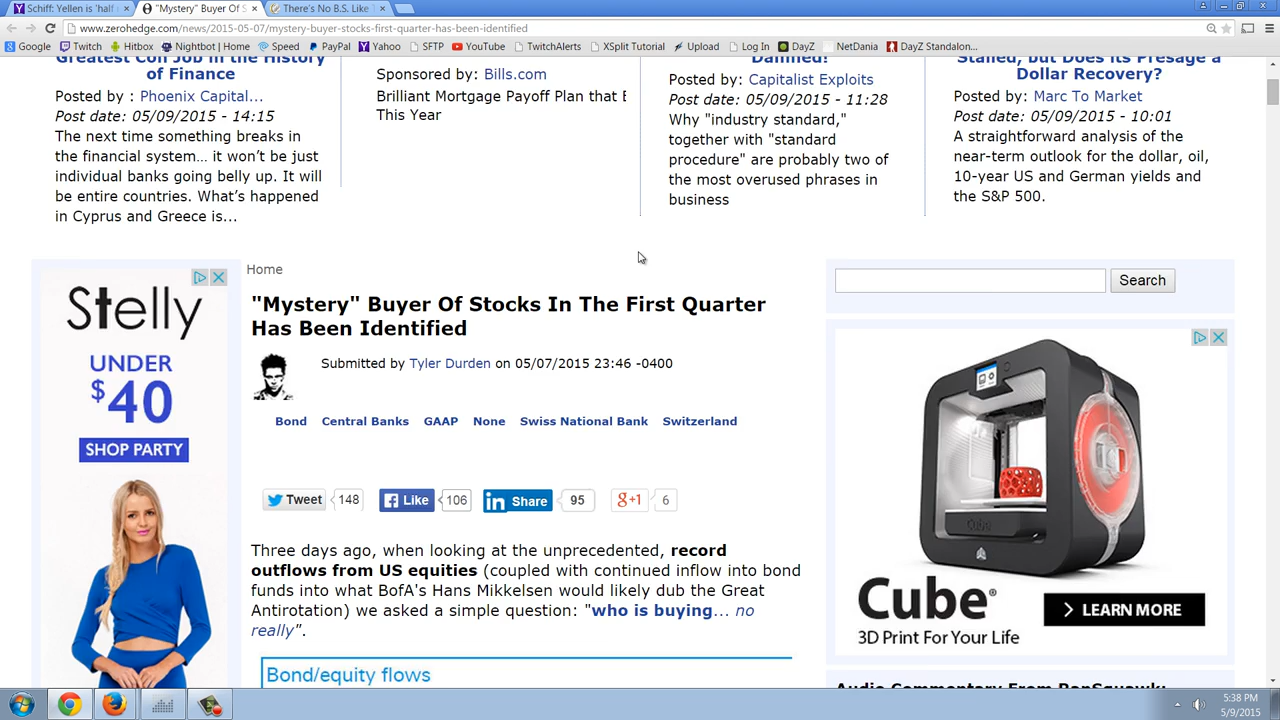 Schiff: Yellen is 'half
"Mystery" Buyer Of S
There's No B.S. Like
www.zerohedge.com/news/2015-05-07/mystery-buyer-stocks-first-quarter-has-been-identified
Google Twitch Hitbox Nightbot | Home Speed PayPal Yahoo SFTP YouTube TwitchAlerts XSplit Tutorial Upload Log In DayZ NetDania DayZ Standalon...
Greatest Con Job in the History
of Finance
Posted by : Phoenix Capital...
Post date: 05/09/2015 - 14:15
The next time something breaks in
the financial system… it won't be just
individual banks going belly up. It will
be entire countries. What's happened
in Cyprus and Greece is...
Sponsored by: Bills.com
Brilliant Mortgage Payoff Plan that E
This Year
Damned!
Posted by: Capitalist Exploits
Post date: 05/09/2015 - 11:28
Why "industry standard,"
together with "standard
procedure" are probably two of
the most overused phrases in
business
Stalled, but Does its Presage a
Dollar Recovery?
Posted by: Marc To Market
Post date: 05/09/2015 - 10:01
A straightforward analysis of the
near-term outlook for the dollar, oil,
10-year US and German yields and
the S&P 500.
Stelly
UNDER
$40
SHOP PARTY
Home
"Mystery" Buyer Of Stocks In The First Quarter
Has Been Identified
Submitted by Tyler Durden on 05/07/2015 23:46 -0400
Bond Central Banks GAAP None Swiss National Bank Switzerland
Tweet 148 Like 106 Share 95 +1 6
Three days ago, when looking at the unprecedented, record
outflows from US equities (coupled with continued inflow into bond
funds into what BofA's Hans Mikkelsen would likely dub the Great
Antirotation) we asked a simple question: "who is buying... no
really".
Bond/equity flows
Search
Cube®
LEARN MORE
3D Print For Your Life
Audio Commentary From RanSquawk:
5:38 PM
5/9/2015